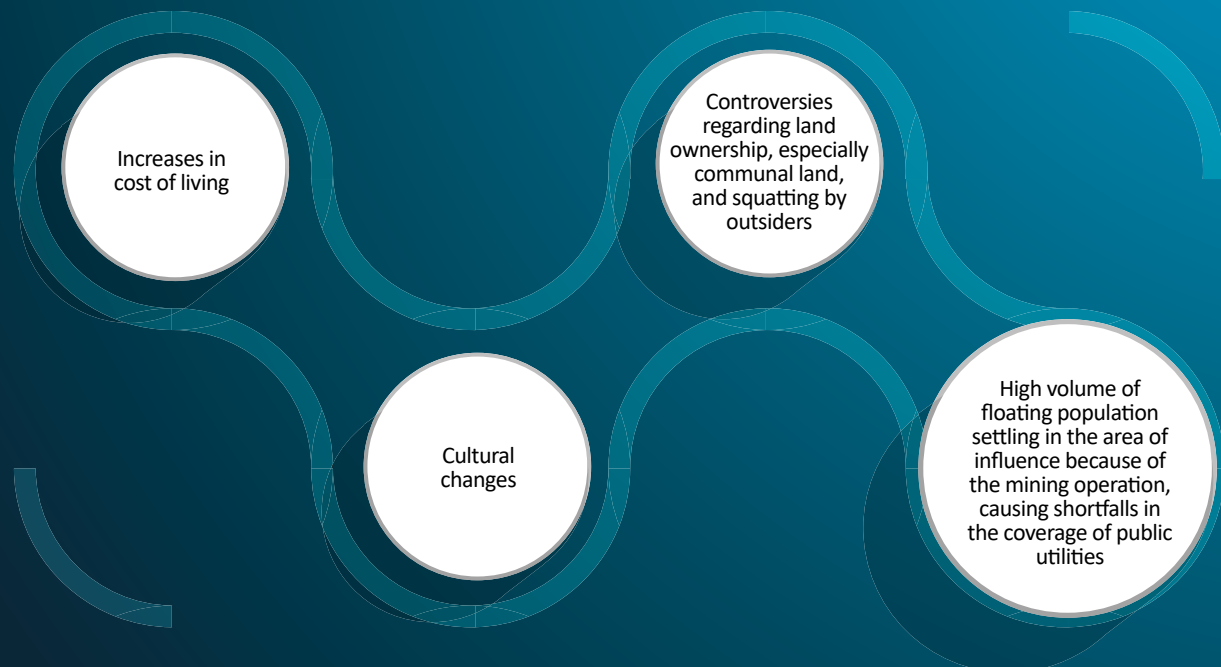 Increases in
cost of living
Cultural
changes
Controversies
regarding land
ownership, especially
communal land,
and squatting by
outsiders
High volume of
floating population
settling in the area of
influence because of
the mining operation,
causing shortfalls in
the coverage of public
utilities